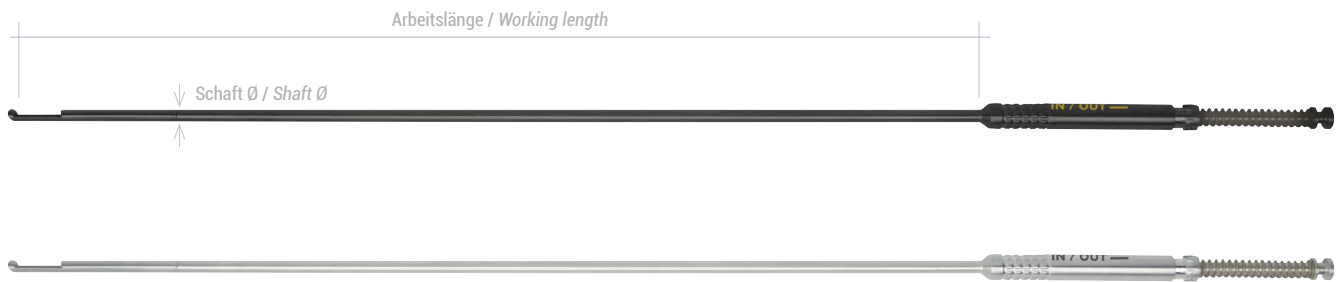 Arbeitslänge / Working length
Schaft Ø / Shaft Ø
IN / OUT
IN / OUT